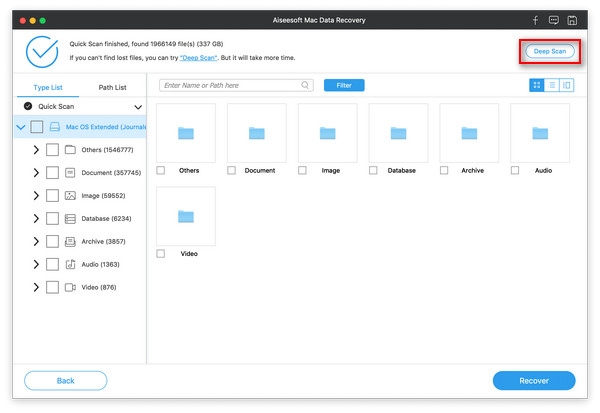 Aiseesoft Mac Data Recovery
Quick Scan finished, found 1966149 file(s) (337 GB)
If you can't find lost files, you can try "Deep Scan". But it will take more time.
Deep Scan
Type List
Path List
Enter Name or Path here
Filter
Quick Scan
Mac OS Extended (Journale
Others (1546777)
Document (357745)
Image (59552)
Database (6234)
Archive (3857)
Audio (1363)
Video (876)
Others
Document
Image
Database
Archive
Audio
Video
Back
Recover